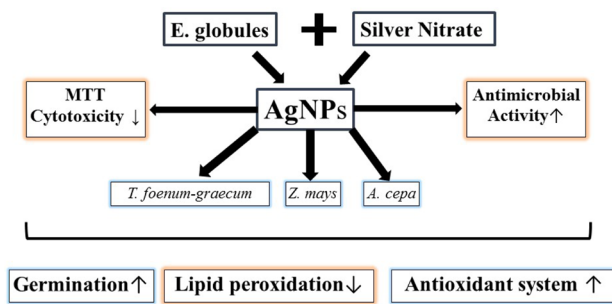 E. globules + Silver Nitrate
MTT
Cytotoxicity ↓
AgNPs
Antimicrobial
Activity↑
T. foenum-graecum
Z. mays
A. cepa
Germination↑
Lipid peroxidation↓
Antioxidant system ↑